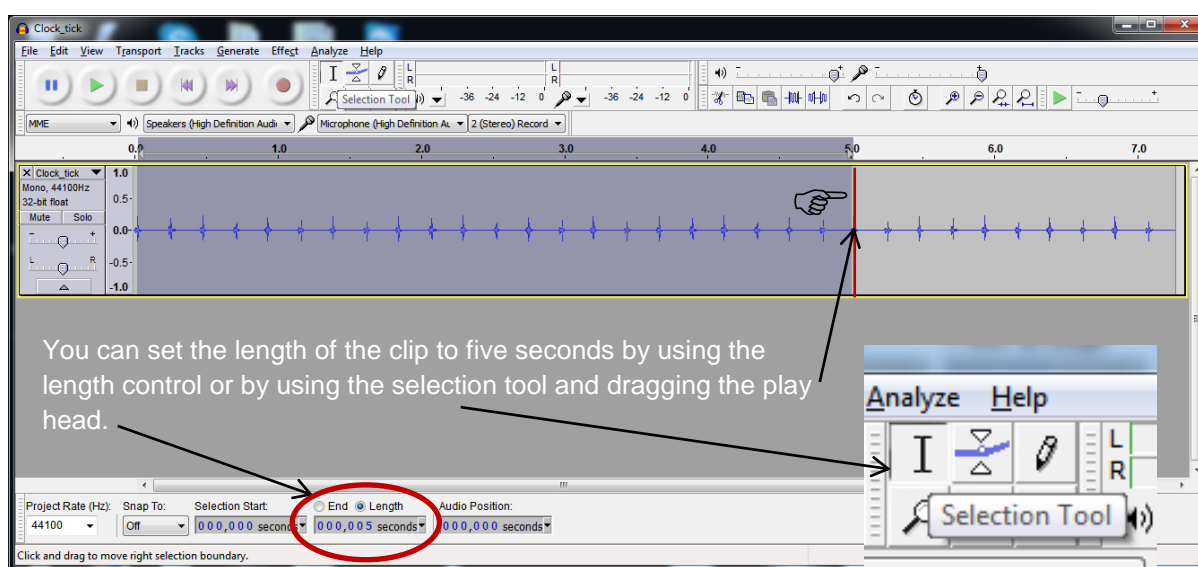 Clock_tick
File Edit View Transport Tracks Generate Effect Analyze Help
L
R
L
R
Selection Tool
-36 -24 -12 0
-36 -24 -12 0
MME
Speakers (High Definition Audi
Microphone (High Definition Au
2 (Stereo) Record
0.0 1.0 2.0 3.0 4.0 5.0 6.0 7.0
Clock_tick
Mono, 44100Hz
32-bit float
Mute Solo
- +
L R
1.0
0.5-
0.0-
-0.5-
-1.0
You can set the length of the clip to five seconds by using the
length control or by using the selection tool and dragging the play
head.
Analyze Help
L
R
Selection Tool
Project Rate (Hz): Snap To: Selection Start: End Length Audio Position:
44100 Off 000,000 seconds 000,005 seconds 000,000 seconds
Click and drag to move right selection boundary.